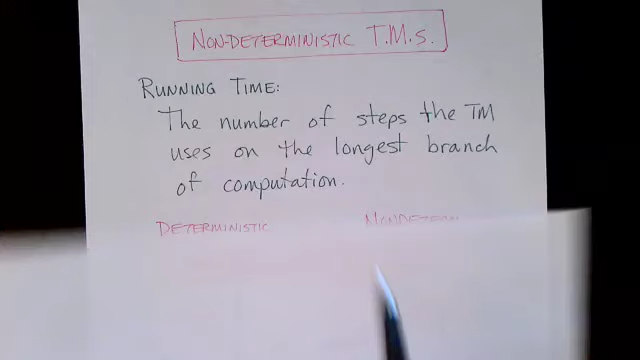 NON-DETERMINISTIC T.M.S.
RUNNING TIME:
The number of steps the TM
uses on the longest branch
of computation.
DETERMINISTIC